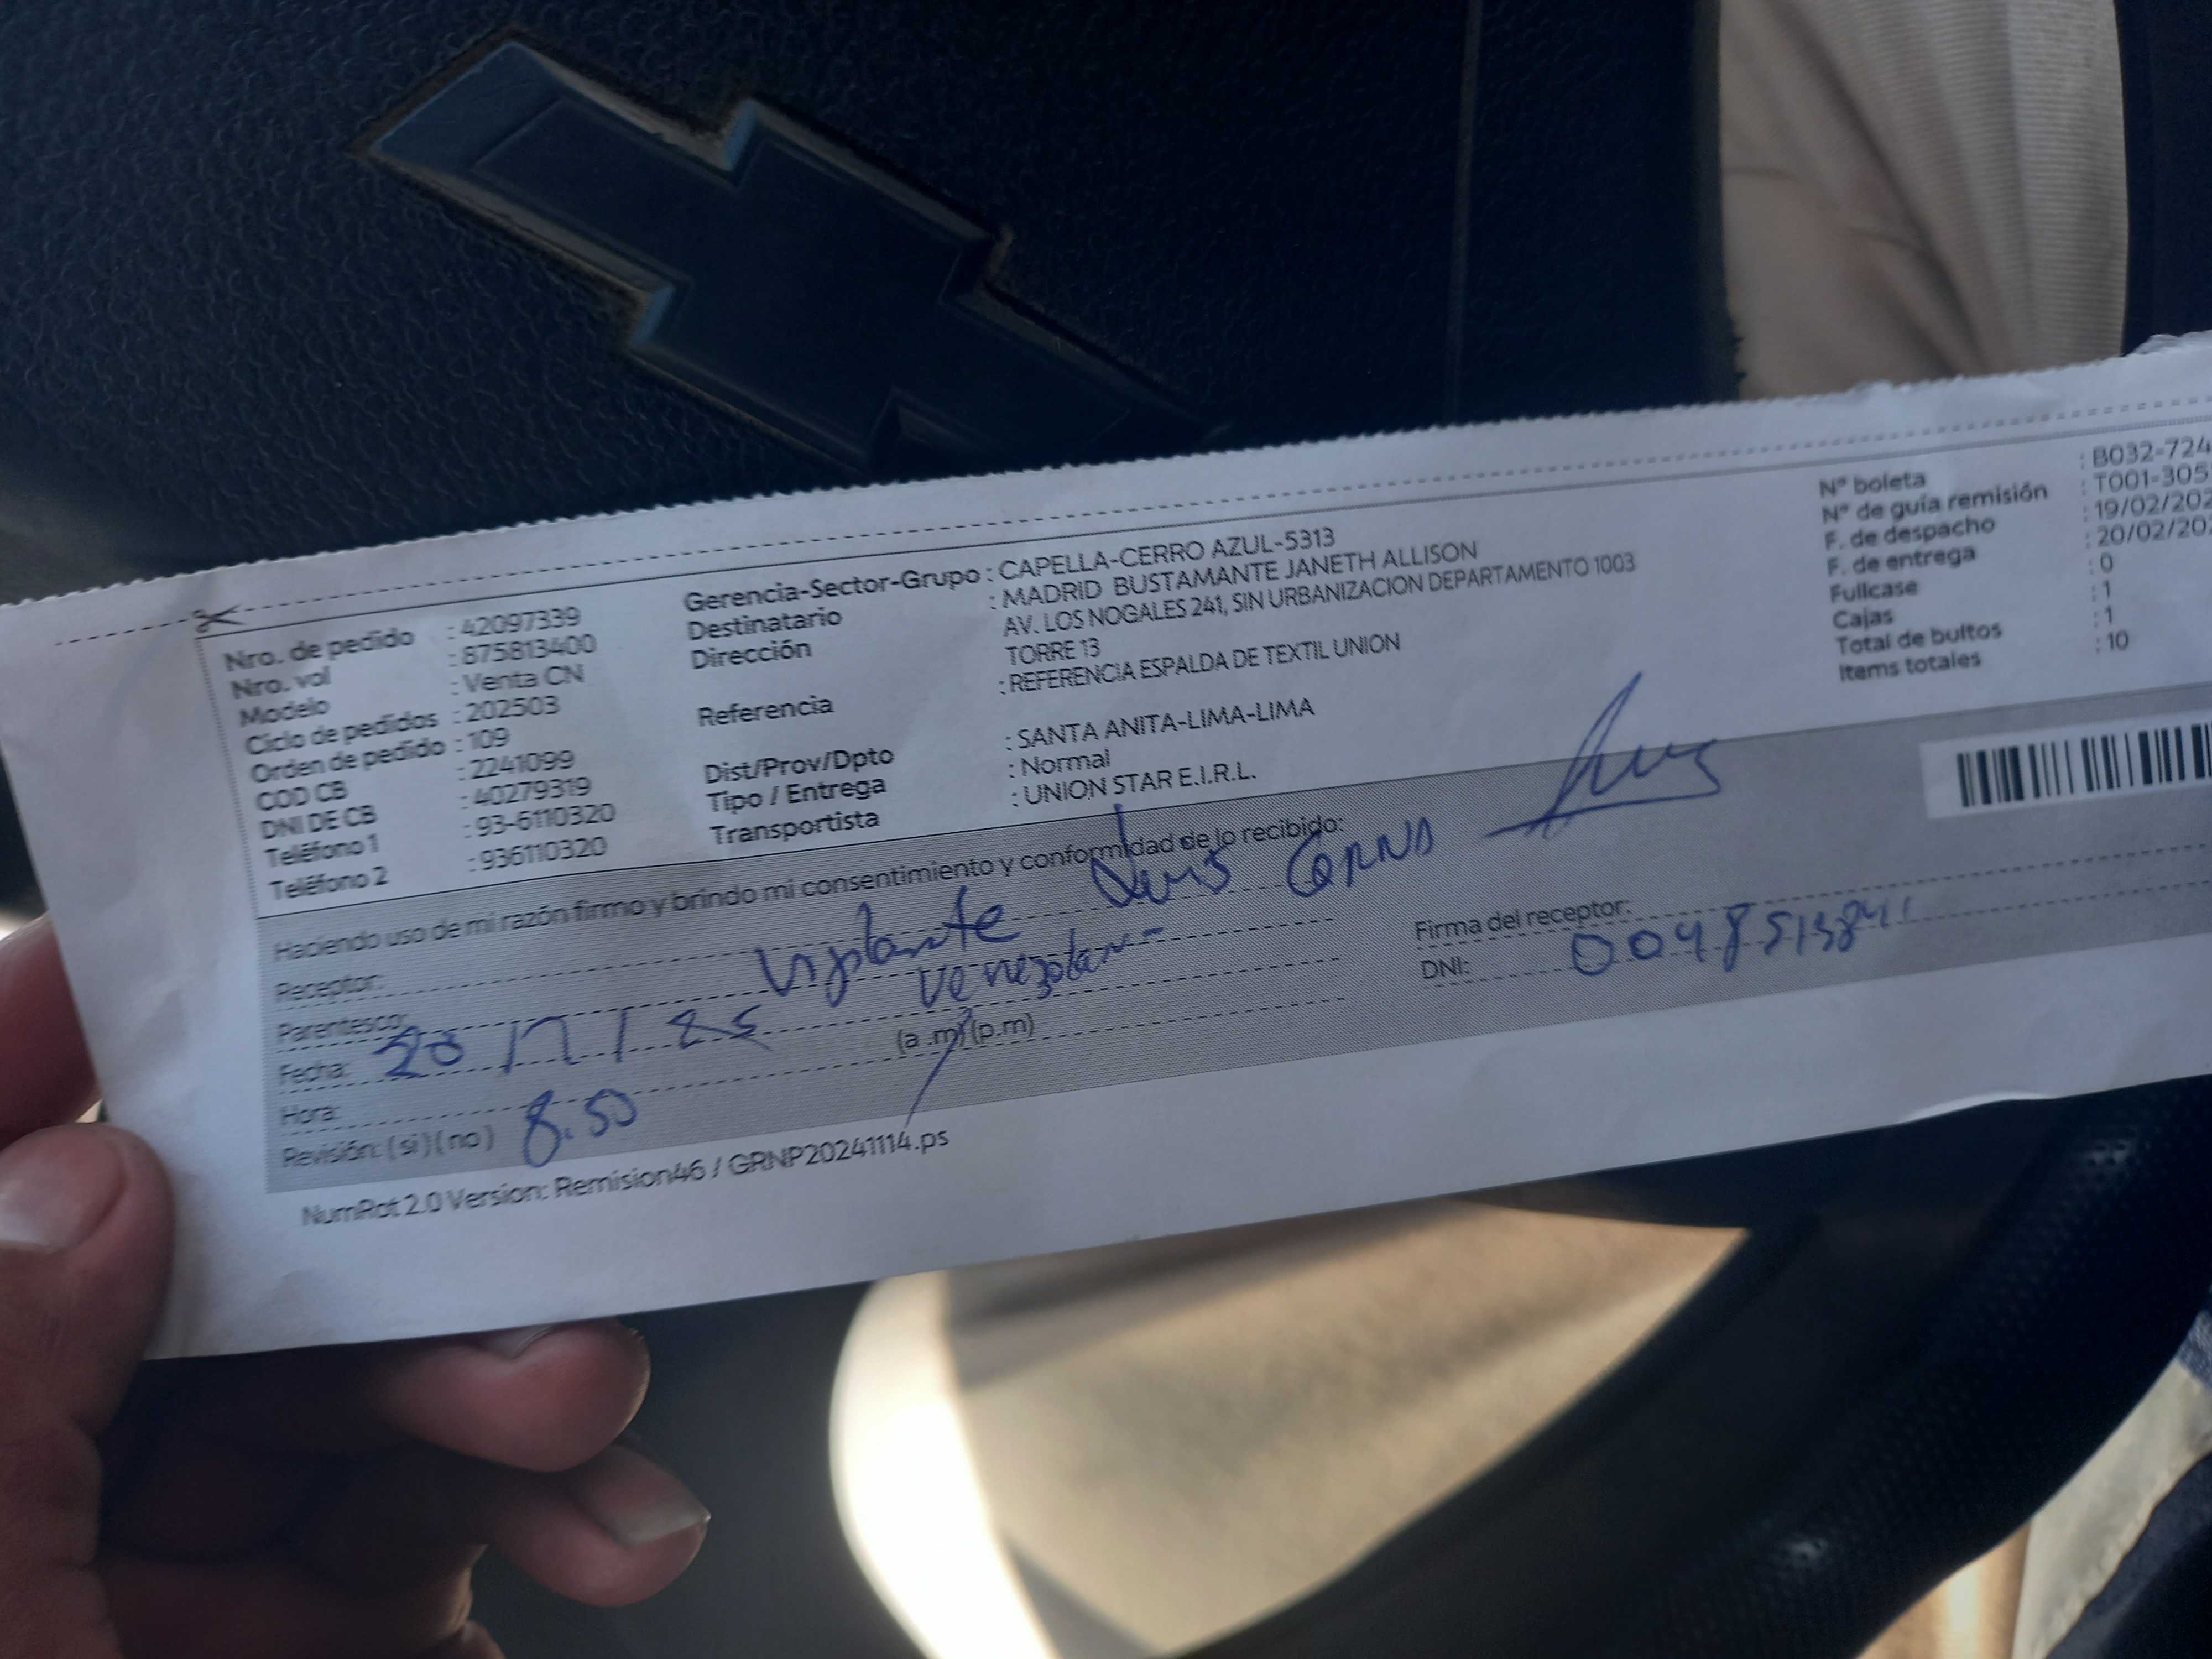 Nro. de pedido : 42097339
Nro. vol : 875813400
Modelo : Venta CN
Ciclo de pedidos : 202503
Orden de pedido : 109
COD CB : 2241099
DNI DE CB : 40279319
Teléfono 1 : 93-6110320
Teléfono 2 : 936110320
Gerencia-Sector-Grupo : CAPELLA-CERRO AZUL-5313
Destinatario : MADRID BUSTAMANTE JANETH ALLISON
Dirección AV. LOS NOGALES 241, SIN URBANIZACION DEPARTAMENTO 1003
TORRE 13
Referencia : REFERENCIA ESPALDA DE TEXTIL UNION
Dist/Prov/Dpto : SANTA ANITA-LIMA-LIMA
Tipo / Entrega : Normal
Transportista : UNION STAR E.I.R.L.
N° boleta : B032-724
N° de guía remisión : T001-305
F. de despacho : 19/02/202
F. de entrega : 20/02/202
Fullcase : 0
Cajas : 1
Total de bultos : 1
Items totales : 10
Haciendo uso de mi razón firmo y brindo mi consentimiento y conformidad de lo recibido:
Receptor: Vigilante Luis
Parentesco: Venezolan
Fecha:
Hora: (a .m) (p.m)
Revisión: (si) (no) 8.50
Firma del receptor:
DNI:
NumRot 2.0 Version: Remision46 / GRNP20241114.ps